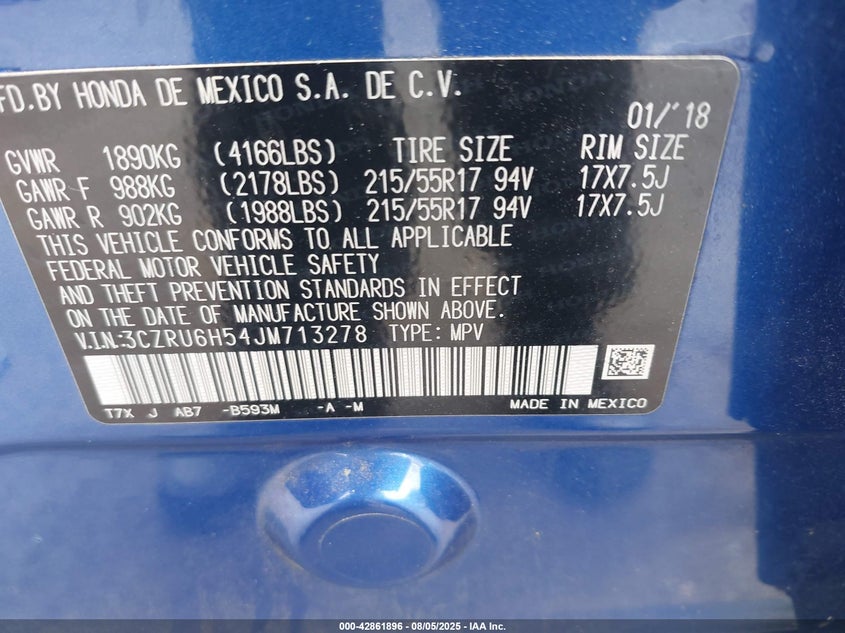 FD.BY HONDA DE MEXICO S.A. DE C.V.
01/'18
GVWR 1890KG (4166LBS) TIRE SIZE RIM SIZE
GAWR F 988KG (2178LBS) 215/55R17 94V 17X7.5J
GAWR R 902KG (1988LBS) 215/55R17 94V 17X7.5J
THIS VEHICLE CONFORMS TO ALL APPLICABLE
FEDERAL MOTOR VEHICLE SAFETY
AND THEFT PREVENTION STANDARDS IN EFFECT
ON THE DATE OF MANUFACTURE SHOWN ABOVE.
V.I.N:3CZRU6H54JM713278 TYPE: MPV
T7X J AB7 -B593M -A -M MADE IN MEXICO
000-42861896 - 08/05/2025 - IAA Inc.